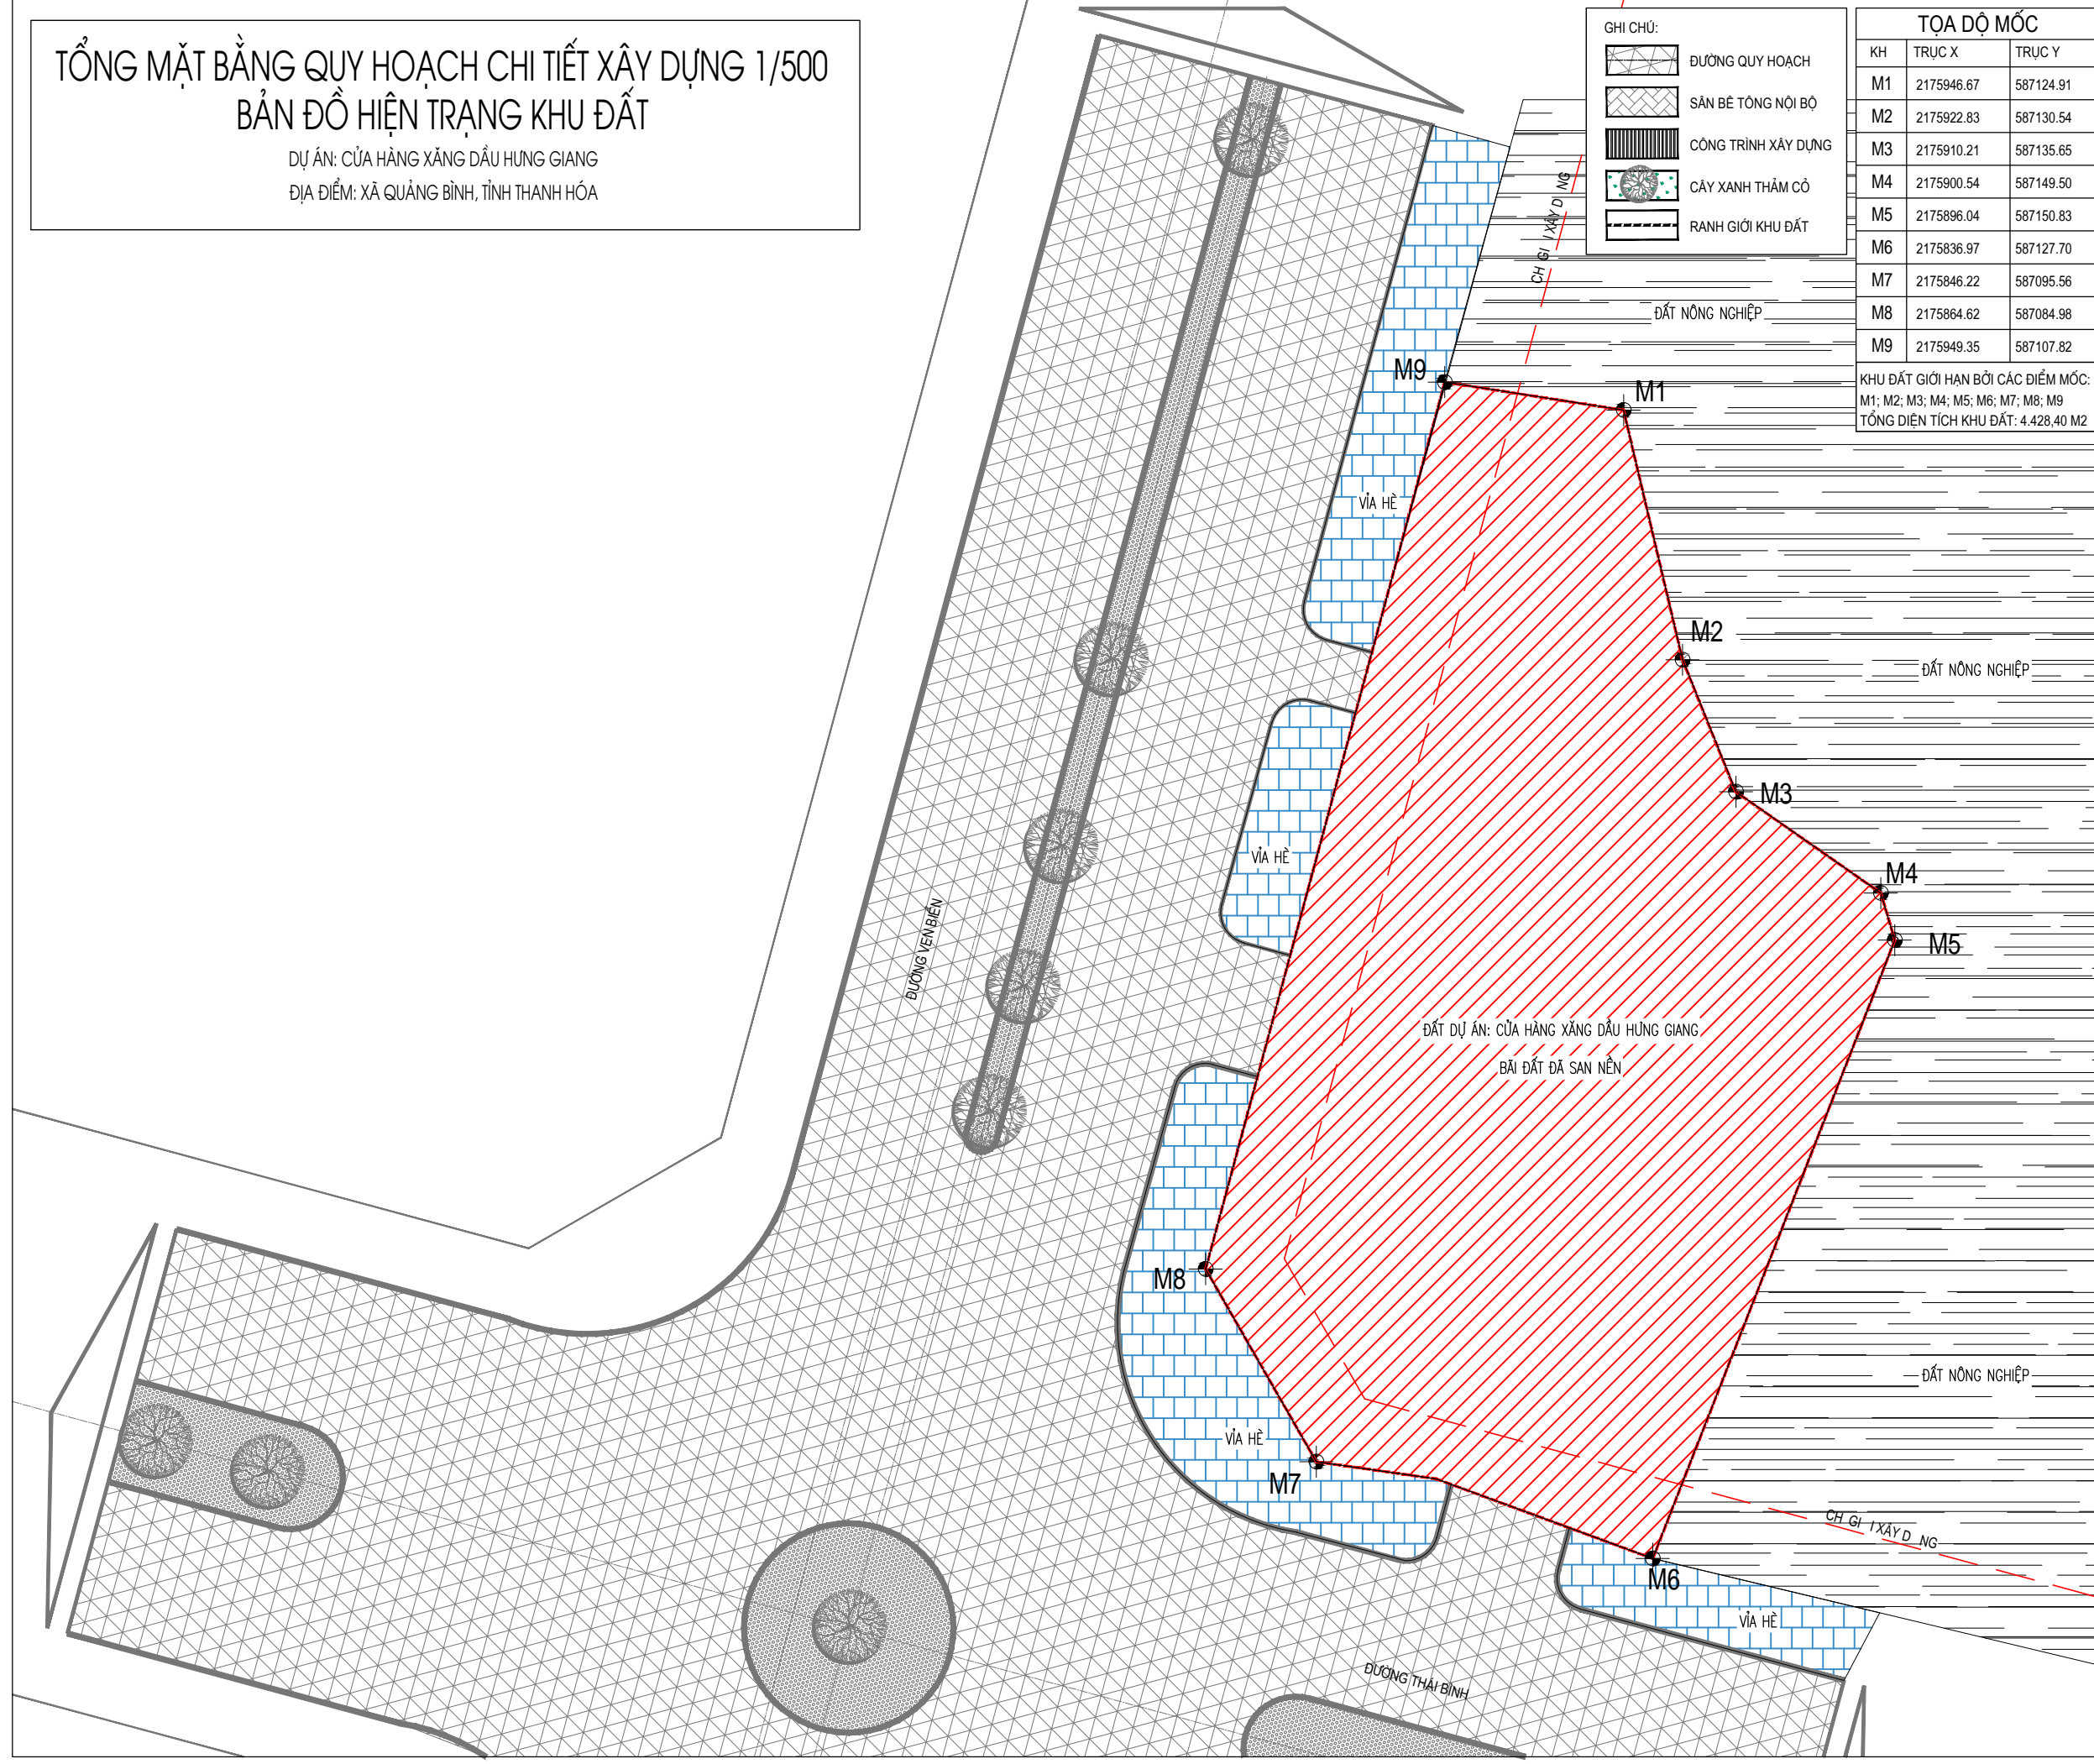 TỔNG MẶT BẰNG QUY HOẠCH CHI TIẾT XÂY DỰNG 1/500
BẢN ĐỒ HIỆN TRẠNG KHU ĐẤT
DỰ ÁN: CỬA HÀNG XĂNG DẦU HƯNG GIANG
ĐỊA ĐIỂM: XÃ QUẢNG BÌNH, TỈNH THANH HÓA
GHI CHÚ:
ĐƯỜNG QUY HOẠCH
SÂN BÊ TÔNG NỘI BỘ
CÔNG TRÌNH XÂY DỰNG
CÂY XANH THẢM CỎ
RANH GIỚI KHU ĐẤT
TỌA DỘ MỐC
KH TRỤC X TRỤC Y
M1 2175946.67 587124.91
M2 2175922.83 587130.54
M3 2175910.21 587135.65
M4 2175900.54 587149.50
M5 2175896.04 587150.83
M6 2175836.97 587127.70
M7 2175846.22 587095.56
M8 2175864.62 587084.98
M9 2175949.35 587107.82
KHU ĐẤT GIỚI HẠN BỞI CÁC ĐIỂM MỐC:
M1; M2; M3; M4; M5; M6; M7; M8; M9
TỔNG DIỆN TÍCH KHU ĐẤT: 4.428,40 M2
CH GI I XÂY D NG
ĐẤT NÔNG NGHIỆP
M9
M1
VỈA HÈ
M2
ĐẤT NÔNG NGHIỆP
M3
VỈA HÈ
M4
M5
ĐƯỜNG VEN BIỂN
ĐẤT DỰ ÁN: CỬA HÀNG XĂNG DẦU HƯNG GIANG
BÃI ĐẤT ĐÃ SAN NỀN
M8
ĐẤT NÔNG NGHIỆP
VỈA HÈ
M7
CH GI I XÂY D NG
M6
VỈA HÈ
ĐƯỜNG THÁI BÌNH